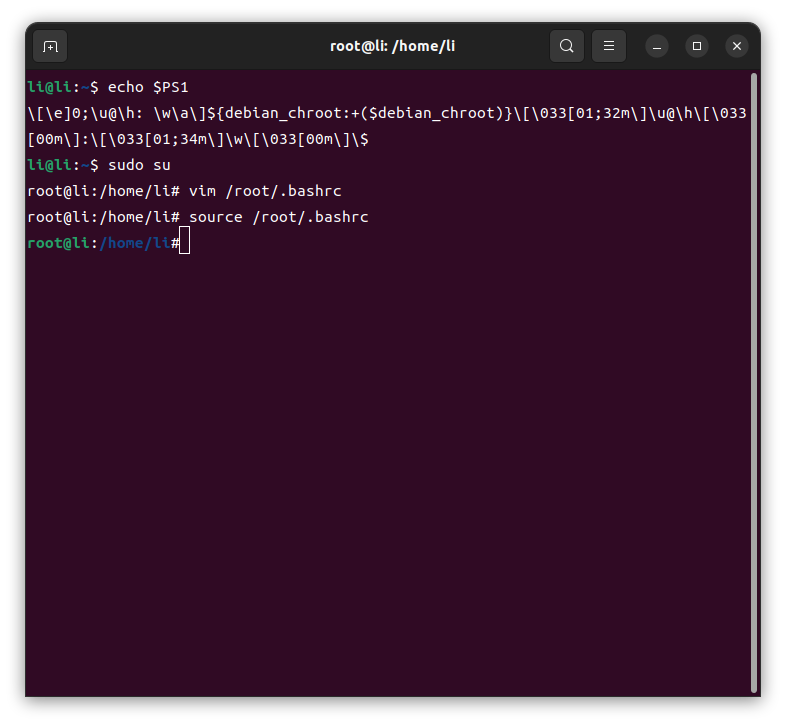 root@li: /home/li
li@li:~$ echo $PS1
\[\e]0;\u@\h: \w\a\]${debian_chroot:+($debian_chroot)}\[\033[01;32m\]\u@\h\[\033
[00m\]:\[\033[01;34m\]\w\[\033[00m\]\$
li@li:~$ sudo su
root@li:/home/li# vim /root/.bashrc
root@li:/home/li# source /root/.bashrc
root@li:/home/li#